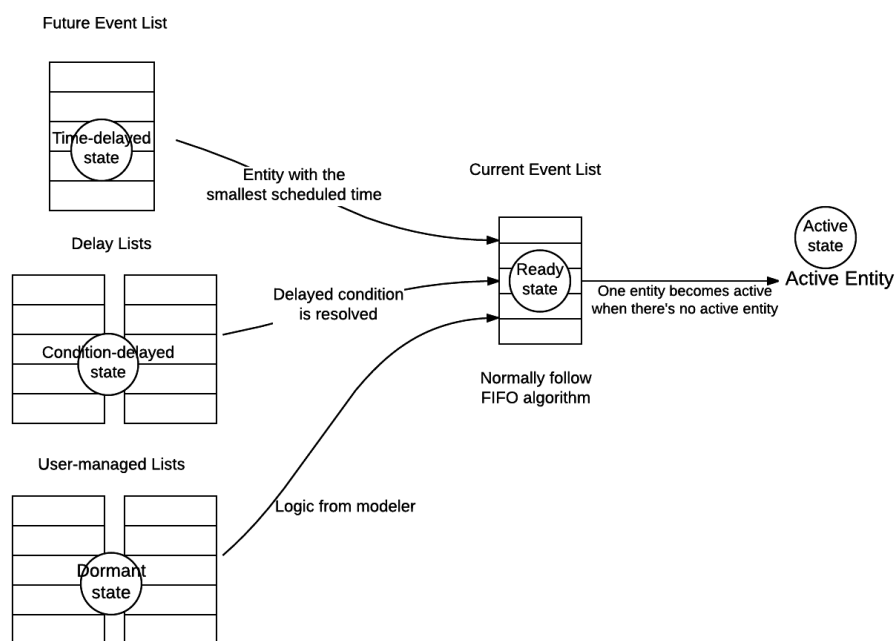 Future Event List
Time-delayed
state
Entity with the
smallest scheduled time
Current Event List
Delay Lists
Active
state
Active Entity
Ready
state
One entity becomes active
when there's no active entity
Delayed condition
is resolved
Condition-delayed
state
Normally follow
FIFO algorithm
User-managed Lists
Logic from modeler
Dormant
state